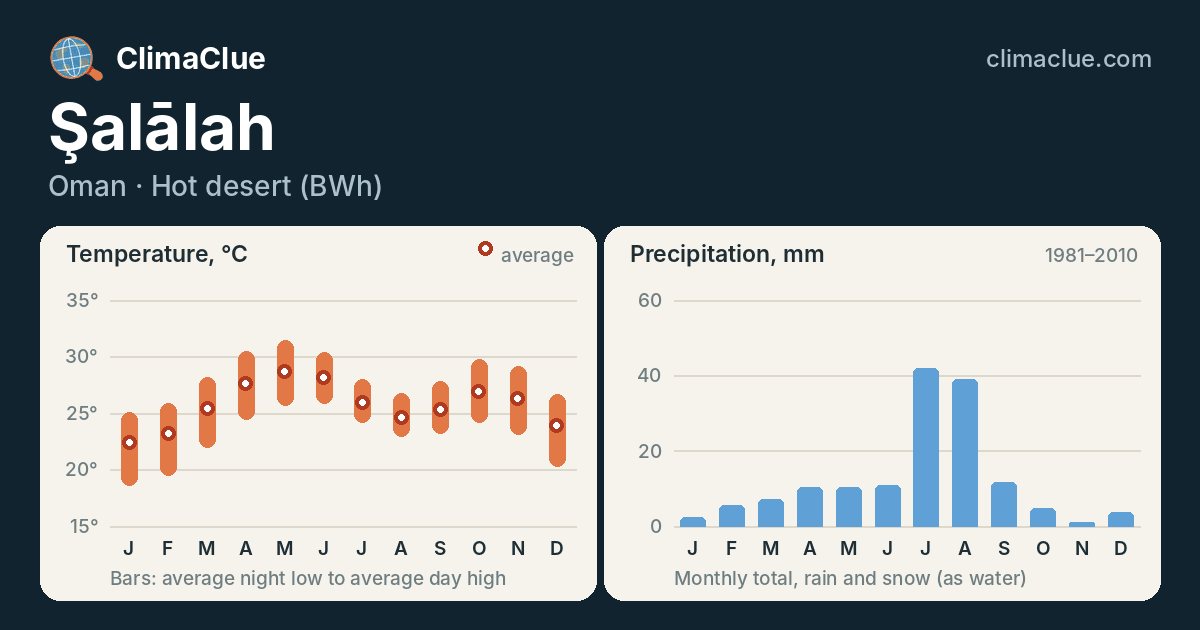 ClimaClue
climaclue.com
Şalālah
Oman · Hot desert (BWh)
Temperature, °C
average
35°
30°
25°
20°
15°
J F M A M J J A S O N D
Bars: average night low to average day high
Precipitation, mm
1981–2010
60
40
20
0
J F M A M J J A S O N D
Monthly total, rain and snow (as water)